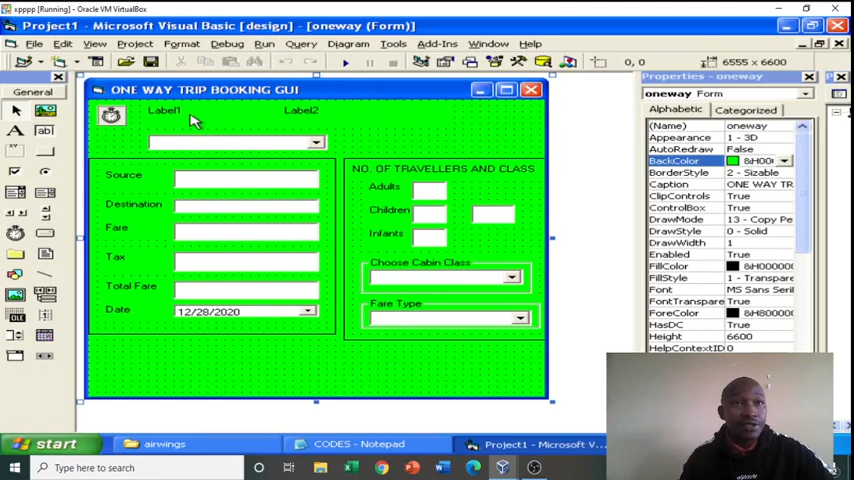 xpppp [Running] - Oracle VM VirtualBox
Project1 - Microsoft Visual Basic [design] - [oneway (Form)]
File Edit View Project Format Debug Run Query Diagram Tools Add-Ins Window Help
0, 0 6555 x 6600
General
A ab|
OLE
ONE WAY TRIP BOOKING GUI
Label1 Label2
Source
Destination
Fare
Tax
Total Fare
Date 12/28/2020
NO. OF TRAVELLERS AND CLASS
Adults
Children
Infants
Choose Cabin Class
Fare Type
Properties - oneway
oneway Form
Alphabetic Categorized
(Name) oneway
Appearance 1 - 3D
AutoRedraw False
BackColor &H00
BorderStyle 2 - Sizable
Caption ONE WAY TR
ClipControls True
ControlBox True
DrawMode 13 - Copy Pe
DrawStyle 0 - Solid
DrawWidth 1
Enabled True
FillColor &H000000
FillStyle 1 - Transpare
Font MS Sans Serif
FontTranspare True
ForeColor &H800000
HasDC True
Height 6600
HelpContextID 0
start airwings CODES - Notepad Project1 - Microsoft V...
Type here to search